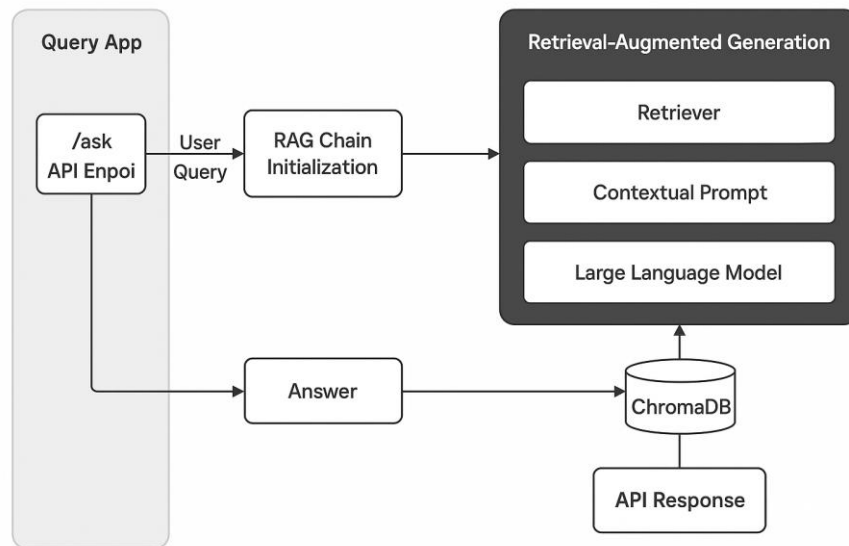 Query App
Retrieval-Augmented Generation
/ask
API Enpoi
User
Query
RAG Chain
Initialization
Retriever
Contextual Prompt
Large Language Model
Answer
ChromaDB
API Response